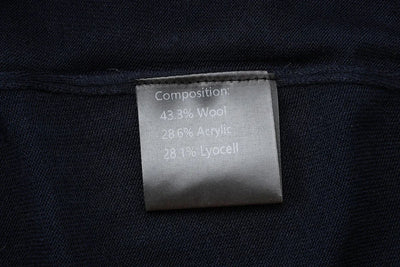 Composition:
43.3% Wool
28.6% Acrylic
28.1% Lyocell